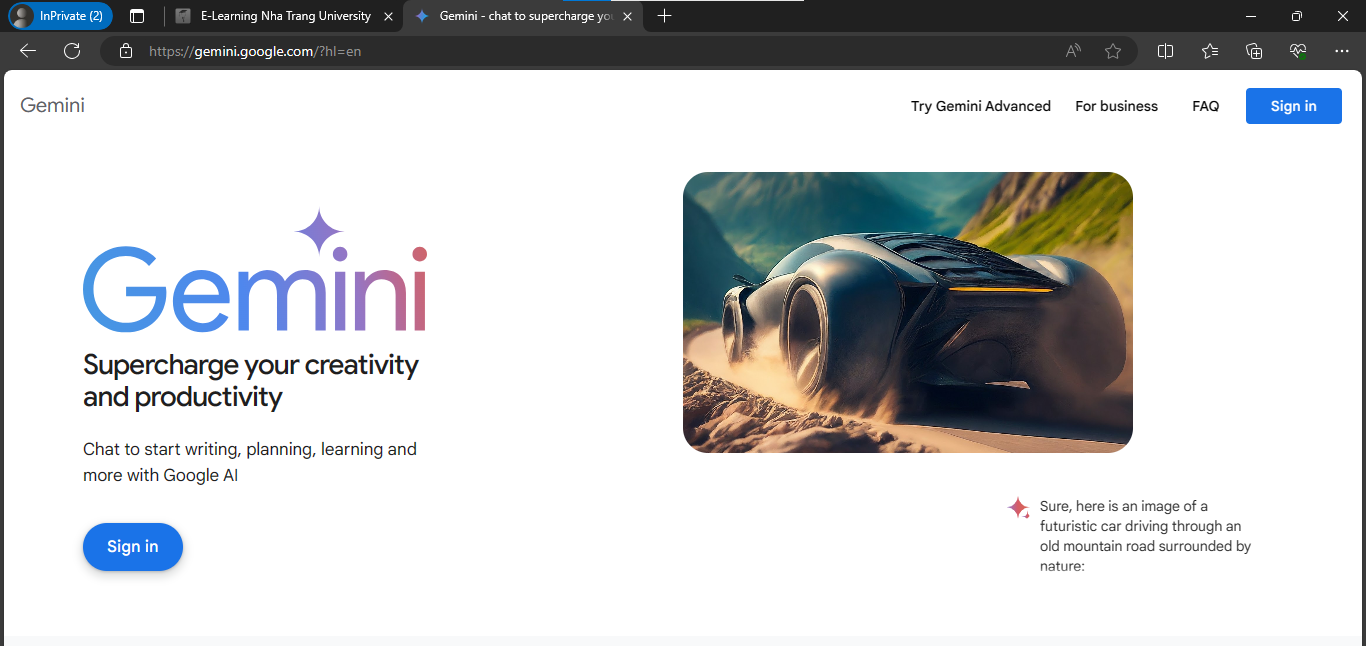 InPrivate (2)
E-Learning Nha Trang University
Gemini - chat to supercharge you
https://gemini.google.com/?hl=en
Gemini
Try Gemini Advanced
For business
FAQ
Sign in
Gemini
Supercharge your creativity
and productivity
Chat to start writing, planning, learning and
more with Google AI
Sign in
Sure, here is an image of a
futuristic car driving through an
old mountain road surrounded by
nature: